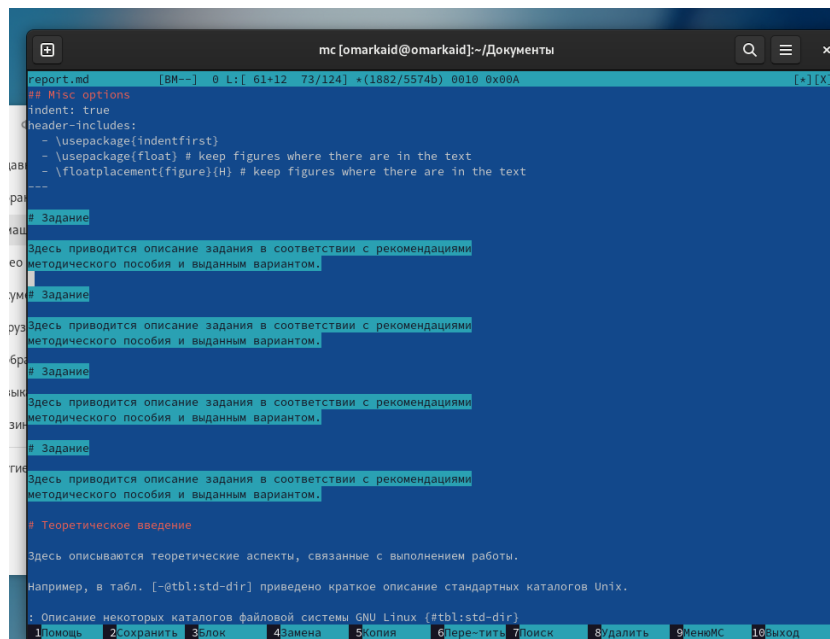 mc [omarkaid@omarkaid]:~/Документы
report.md [BM--] 0 L:[ 61+12 73/124] *(1882/5574b) 0010 0x00A [*][X]
## Misc options
indent: true
header-includes:
- \usepackage{indentfirst}
- \usepackage{float} # keep figures where there are in the text
- \floatplacement{figure}{H} # keep figures where there are in the text
---
# Задание
Здесь приводится описание задания в соответствии с рекомендациями
методического пособия и выданным вариантом.
# Задание
Здесь приводится описание задания в соответствии с рекомендациями
методического пособия и выданным вариантом.
# Задание
Здесь приводится описание задания в соответствии с рекомендациями
методического пособия и выданным вариантом.
# Задание
Здесь приводится описание задания в соответствии с рекомендациями
методического пособия и выданным вариантом.
# Теоретическое введение
Здесь описываются теоретические аспекты, связанные с выполнением работы.
Например, в табл. [-@tbl:std-dir] приведено краткое описание стандартных каталогов Unix.
: Описание некоторых каталогов файловой системы GNU Linux {#tbl:std-dir}
1Помощь 2Сохранить 3Блок 4Замена 5Копия 6Пере~тить 7Поиск 8Удалить 9МенюMC 10Выход